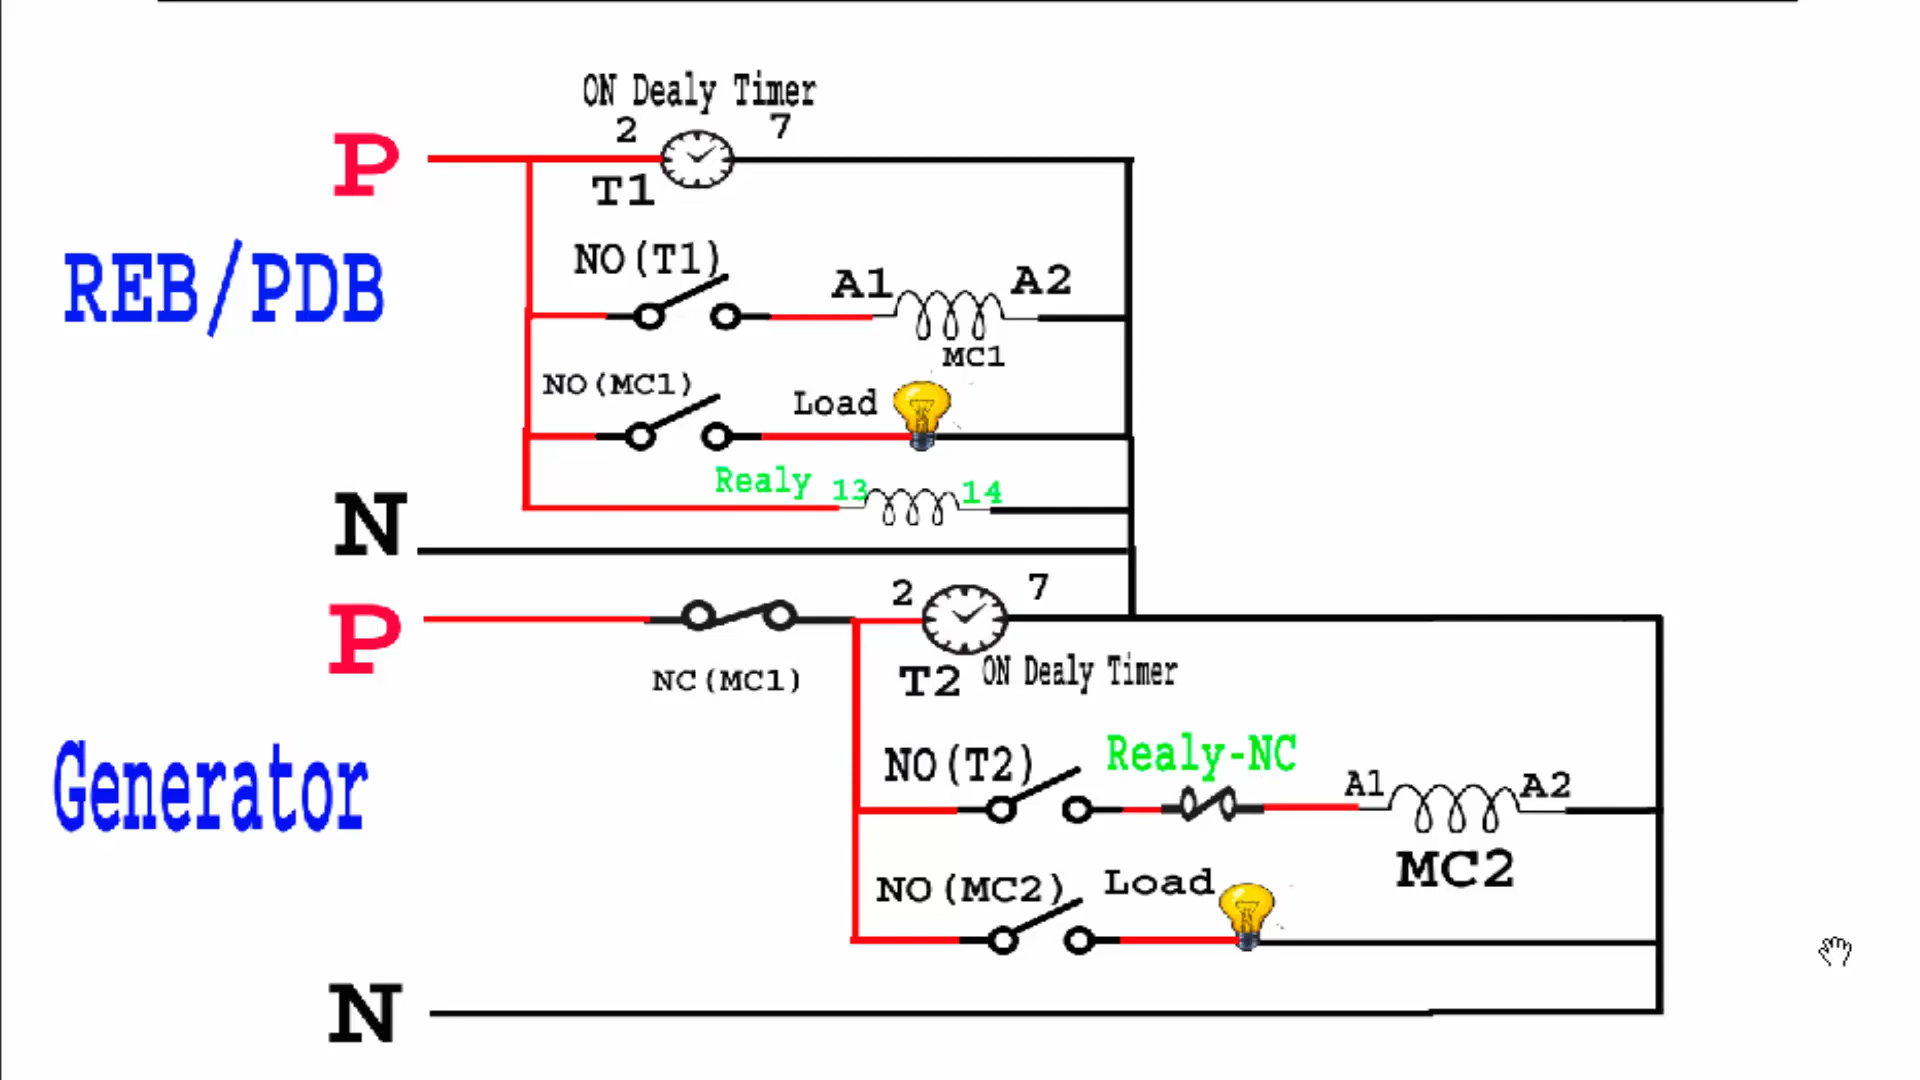 ON Dealy Timer
2 7
P
T1
NO(T1)
A1 A2
REB/PDB
MC1
NO(MC1)
Load
Realy 13 14
N
2 7
P
NC(MC1)
T2 ON Dealy Timer
NO(T2) Realy-NC
A1 A2
Generator
MC2
NO(MC2) Load
N